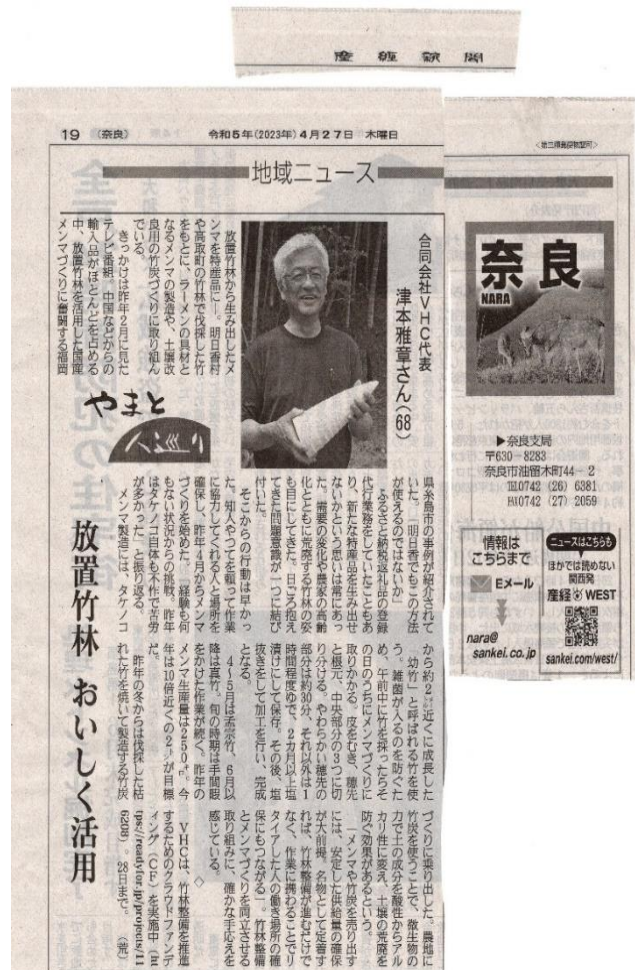 産經新聞
19 (奈良) 令和5年(2023年)4月27日 木曜日
地域ニュース
合同会社VHC代表
津本雅章さん(68)
放置竹林 おいしく活用
やまと
人巡り
放置竹林から生み出したメ
ンマを特産品に―。明日香村
や高取町の竹林で伐採した竹
をもとに、ラーメンの具材と
なるメンマの製造や、土壌改
良用の竹炭づくりに取り組ん
でいる。
きっかけは昨年2月に見た
テレビ番組。中国などからの
輸入品がほとんどを占める
中、放置竹林を活用した国産
メンマづくりに奮闘する福岡
県糸島市の事例が紹介されて
いた。「明日香でもこの方法
が使えるのではないか」
ふるさと納税返礼品の登録
代行業務をしていたこともあ
り、新たな特産品を生み出せ
ないかという思いは常にあっ
た。需要の変化や農家の高齢
化とともに荒廃する竹林の姿
も目にしてきた。日ごろ抱え
てきた問題意識が一つに結び
付いた。
そこからの行動は早かっ
た。知人やつてを頼って作業
に協力してくれる人と場所を
確保し、昨年4月からメンマ
づくりを始めた。「経験も何
もない状況からの挑戦。昨年
はタケノコ自体も不作で苦労
が多かった」と振り返る。
メンマ製造には、タケノコ
から約2㍍近くに成長した
「幼竹」と呼ばれる竹を使
う。雑菌が入るのを防ぐた
め、午前中に竹を採ったらそ
の日のうちにメンマづくりに
取りかかる。皮をむき、穂先
と根元、中央部分の3つに切
り分ける。やわらかい穂先の
部分は約30分、それ以外は1
時間程度ゆで、2カ月以上塩
漬けにして保存。その後、塩
抜きをして加工を行い、完成
となる。
4~5月は孟宗竹、6月以
降は真竹。旬の時期は手間暇
をかけた作業が続く。昨年の
メンマ生産量は250㌔。今
年は10倍近くの2㌧が目標
だ。
昨年の冬からは伐採した枯
れた竹を焼いて製造する竹炭
づくりに乗り出した。農地に
竹炭を使うことで、微生物の
力で土の成分を酸性からアル
カリ性に変え、土壌の荒廃を
防ぐ効果があるという。
「メンマや竹炭を売り出す
には、安定した供給量の確保
が大前提。名物として定着す
れば、竹林整備が進むだけで
なく、作業に携わることでリ
タイアした人の働き場所の確
保にもつながる」。竹林整備
とメンマづくりを両立させる
取り組みに、確かな手応えを
感じている。
◇
VHCは、竹林整備を推進
するためのクラウドファンデ
ィング(CF)を実施中(ht
tps://readyfor.jp/projects/11
6208)。28日まで。 (荒)
<第三種郵便物認可>
奈良
NARA
▶奈良支局
〒630-8283
奈良市油留木町44-2
TEL0742(26)6381
FAX0742(27)2059
情報は
こちらまで
Eメール
nara@
sankei.co.jp
ニュースはこちらも
ほかでは読めない
関西発
産経WEST
sankei.com/west/